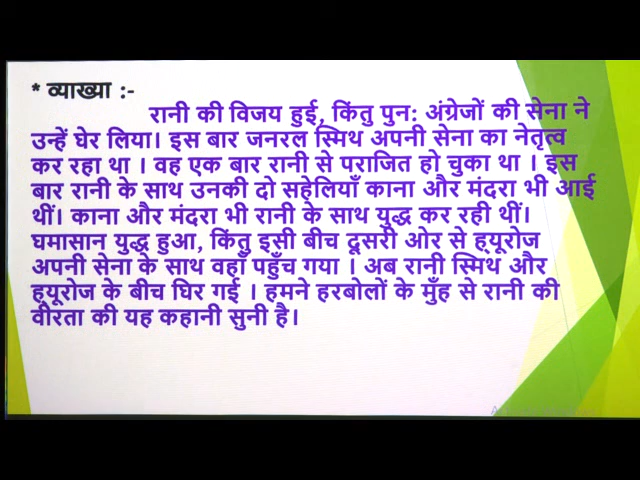 * व्याख्या :-
रानी की विजय हुई, किंतु पुन: अंग्रेजों की सेना ने
उन्हें घेर लिया। इस बार जनरल स्मिथ अपनी सेना का नेतृत्व
कर रहा था । वह एक बार रानी से पराजित हो चुका था । इस
बार रानी के साथ उनकी दो सहेलियाँ काना और मंदरा भी आई
थीं। काना और मंदरा भी रानी के साथ युद्ध कर रही थीं।
घमासान युद्ध हुआ, किंतु इसी बीच दूसरी ओर से ह्यूरोज
अपनी सेना के साथ वहाँ पहुँच गया । अब रानी स्मिथ और
ह्यूरोज के बीच घिर गई । हमने हरबोलों के मुँह से रानी की
वीरता की यह कहानी सुनी है।